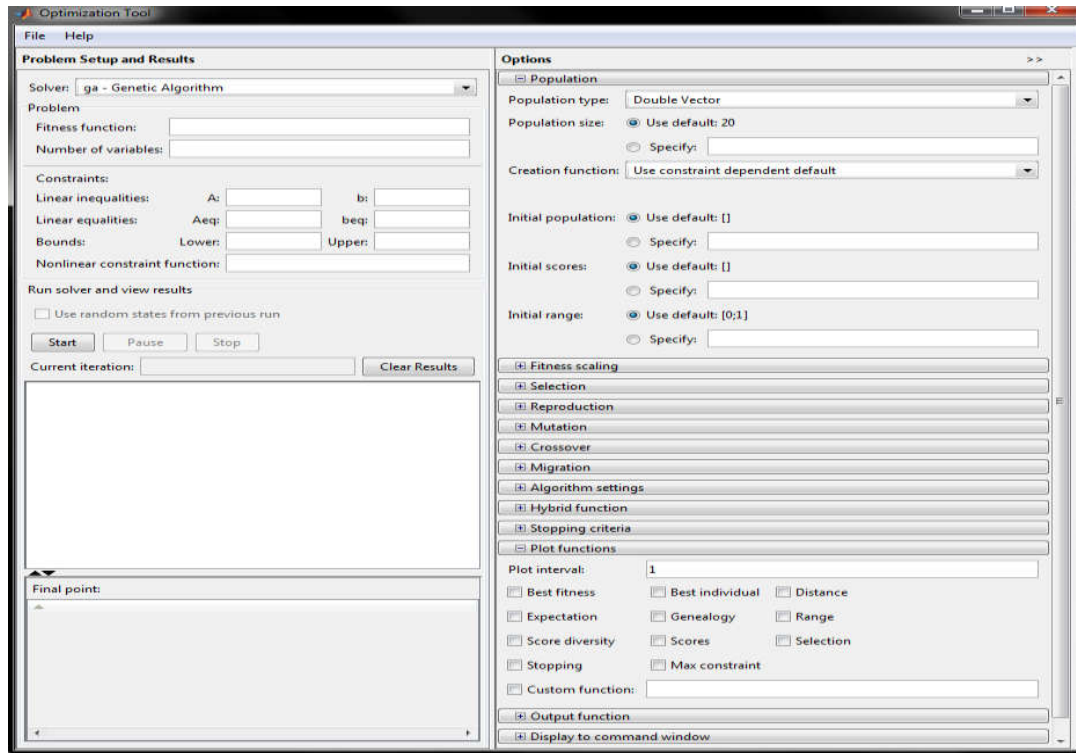 Optimization Tool
File Help
Problem Setup and Results
Solver: ga - Genetic Algorithm
Problem
Fitness function:
Number of variables:
Constraints:
Linear inequalities: A: b:
Linear equalities: Aeq: beq:
Bounds: Lower: Upper:
Nonlinear constraint function:
Run solver and view results
Use random states from previous run
Start Pause Stop
Current iteration: Clear Results
Final point:
Options >>
Population
Population type: Double Vector
Population size: Use default: 20
Specify:
Creation function: Use constraint dependent default
Initial population: Use default: []
Specify:
Initial scores: Use default: []
Specify:
Initial range: Use default: [0;1]
Specify:
Fitness scaling
Selection
Reproduction
Mutation
Crossover
Migration
Algorithm settings
Hybrid function
Stopping criteria
Plot functions
Plot interval: 1
Best fitness Best individual Distance
Expectation Genealogy Range
Score diversity Scores Selection
Stopping Max constraint
Custom function:
Output function
Display to command window